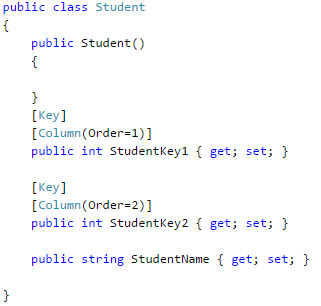 public class Student
{
    public Student()
    {

    }
    [Key]
    [Column(Order=1)]
    public int StudentKey1 { get; set; }

    [Key]
    [Column(Order=2)]
    public int StudentKey2 { get; set; }

    public string StudentName { get; set; }

}